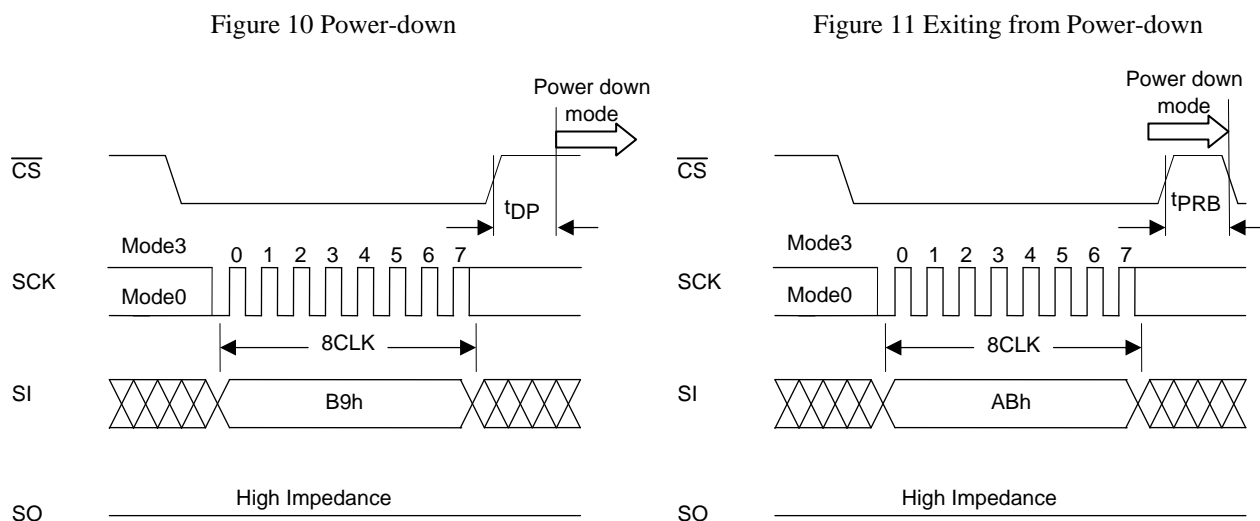 Figure 10 Power-down
Power down
mode
CS
tDP
Mode3
0 1 2 3 4 5 6 7
SCK
Mode0
8CLK
SI
B9h
High Impedance
SO
Figure 11 Exiting from Power-down
Power down
mode
CS
tPRB
Mode3
0 1 2 3 4 5 6 7
SCK
Mode0
8CLK
SI
ABh
High Impedance
SO